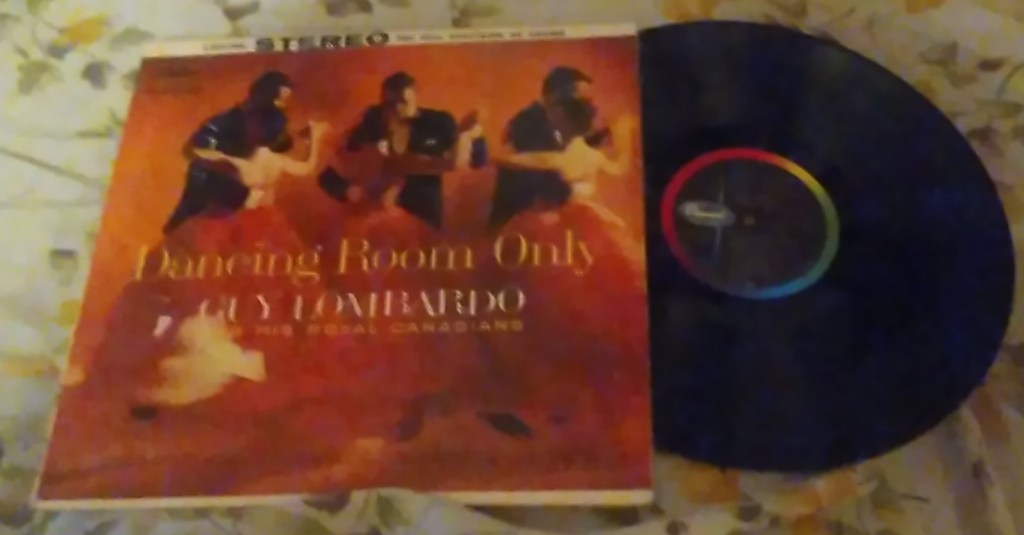 STEREO
Dancing Room Only
GUY LOMBARDO
HIS ROYAL CANADIANS